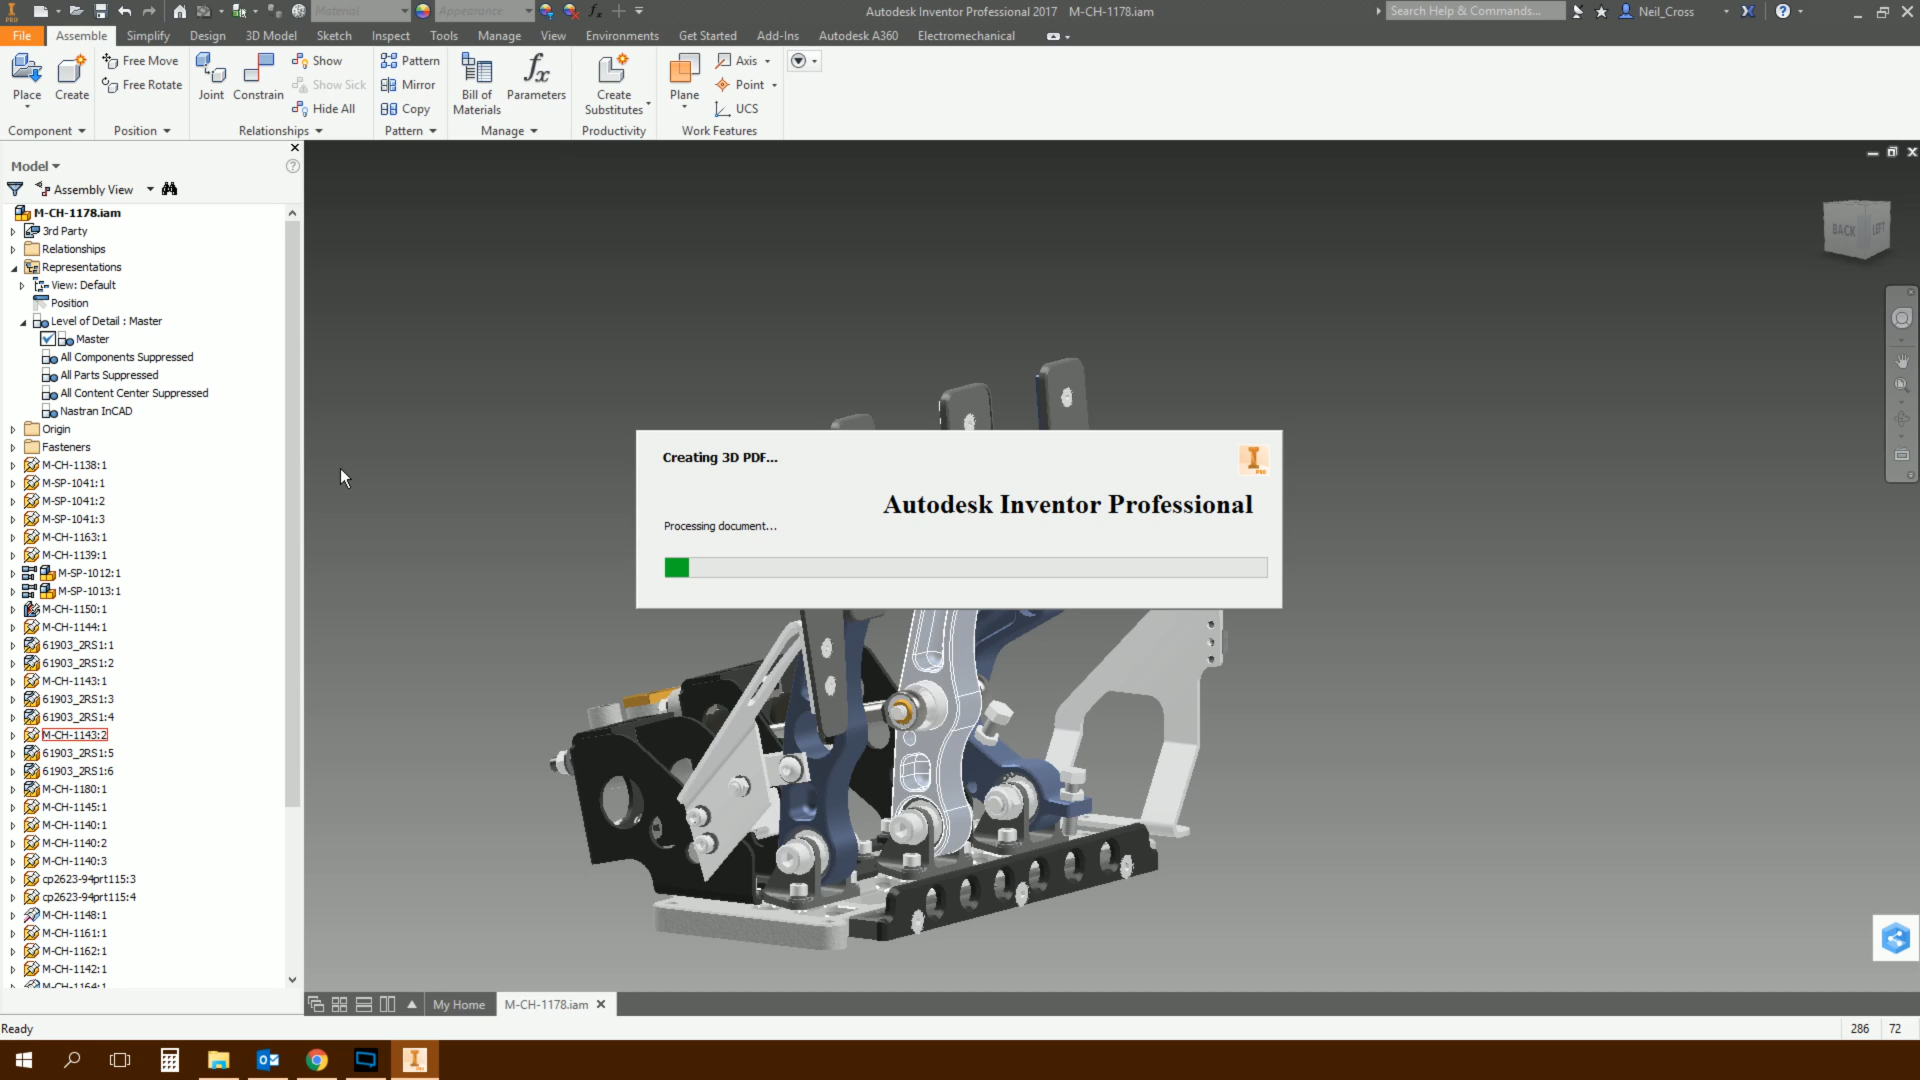 Material
Appearance
Autodesk Inventor Professional 2017 M-CH-1178.iam
Search Help & Commands...
Neil_Cross
File Assemble Simplify Design 3D Model Sketch Inspect Tools Manage View Environments Get Started Add-Ins Autodesk A360 Electromechanical
Place
Create
Free Move
Free Rotate
Joint
Constrain
Show
Show Sick
Hide All
Pattern
Mirror
Copy
Bill of
Materials
Parameters
Create
Substitutes
Plane
Axis
Point
UCS
Component Position Relationships Pattern Manage Productivity Work Features
Model
Assembly View
M-CH-1178.iam
3rd Party
Relationships
Representations
View: Default
Position
Level of Detail : Master
Master
All Components Suppressed
All Parts Suppressed
All Content Center Suppressed
Nastran InCAD
Origin
Fasteners
M-CH-1138:1
M-SP-1041:1
M-SP-1041:2
M-SP-1041:3
M-CH-1163:1
M-CH-1139:1
M-SP-1012:1
M-SP-1013:1
M-CH-1150:1
M-CH-1144:1
61903_2RS1:1
61903_2RS1:2
M-CH-1143:1
61903_2RS1:3
61903_2RS1:4
M-CH-1143:2
61903_2RS1:5
61903_2RS1:6
M-CH-1180:1
M-CH-1145:1
M-CH-1140:1
M-CH-1140:2
M-CH-1140:3
cp2623-94prt115:3
cp2623-94prt115:4
M-CH-1148:1
M-CH-1161:1
M-CH-1162:1
M-CH-1142:1
M-CH-1164:1
BACK LEFT
Creating 3D PDF...
Autodesk Inventor Professional
Processing document...
My Home M-CH-1178.iam
Ready
286 72